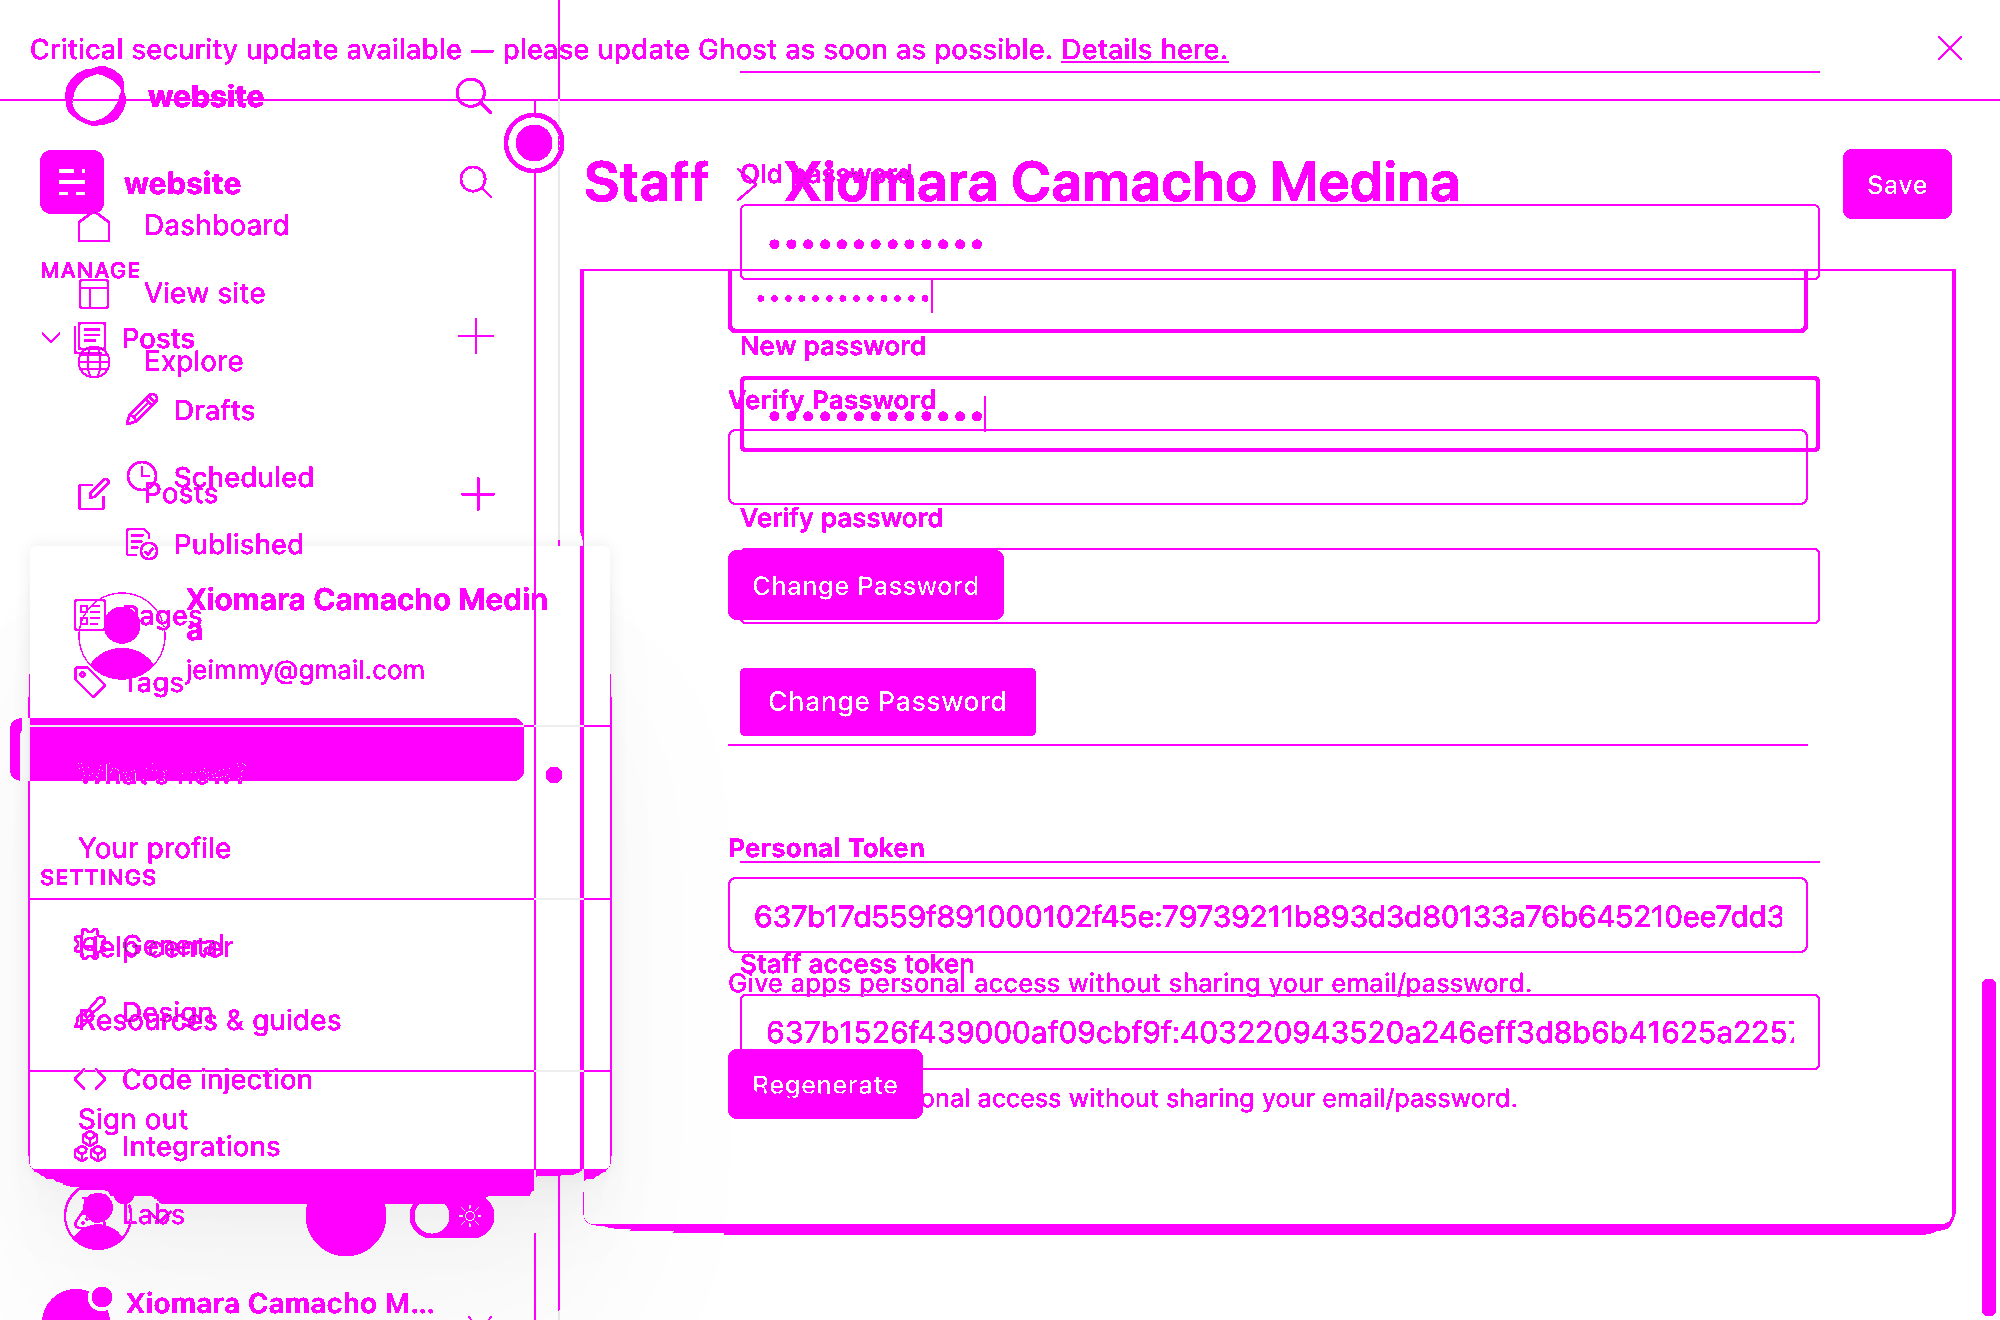 Critical security update available — please update Ghost as soon as possible. Details here.
website
website
Staff
Xiomara Camacho Medina
Save
Old password
Dashboard
MANAGE
View site
Posts
Explore
New password
Drafts
Verify Password
Scheduled
Posts
Verify password
Published
Change Password
Xiomara Camacho Medin
a
Pages
jeimmy@gmail.com
Tags
Change Password
What's new?
Your profile
Personal Token
SETTINGS
637b17d559f891000102f45e:79739211b893d3d80133a76b645210ee7dd3
General
Help center
Staff access token
Give apps personal access without sharing your email/password.
Design
Resources & guides
637b1526f439000af09cbf9f:403220943520a246eff3d8b6b41625a225
Code injection
Regenerate
access without sharing your email/password.
Sign out
Integrations
Labs
Xiomara Camacho M...